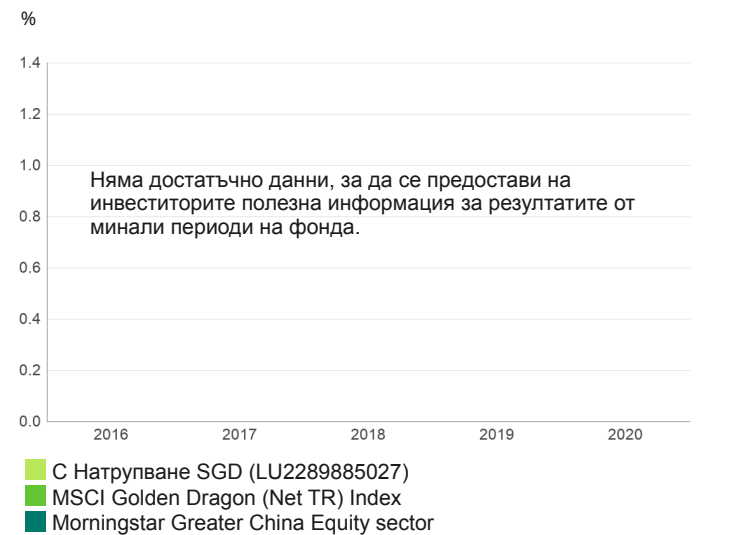 %
1.4
1.2
1.0
Няма достатъчно данни, за да се предостави на
инвеститорите полезна информация за резултатите от
минали периоди на фонда.
0.8
0.6
0.4
0.2
0.0
2016 2017 2018 2019 2020
C Натрупване SGD (LU2289885027)
MSCI Golden Dragon (Net TR) Index
Morningstar Greater China Equity sector